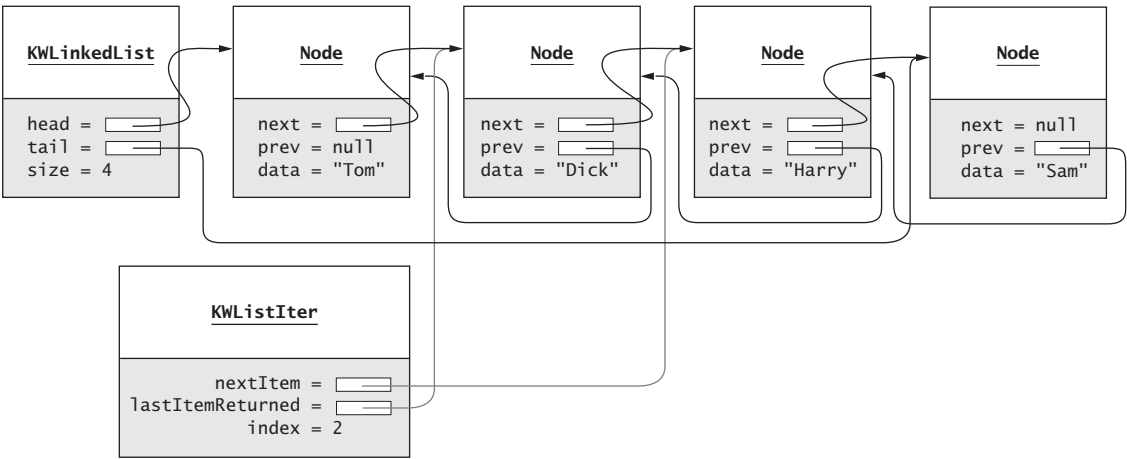 KWLinkedList
head =
tail =
size = 4
Node
next =
prev = null
data = "Tom"
Node
next =
prev =
data = "Dick"
Node
next =
prev =
data = "Harry"
Node
next = null
prev =
data = "Sam"
KWListIter
nextItem =
lastItemReturned =
index = 2